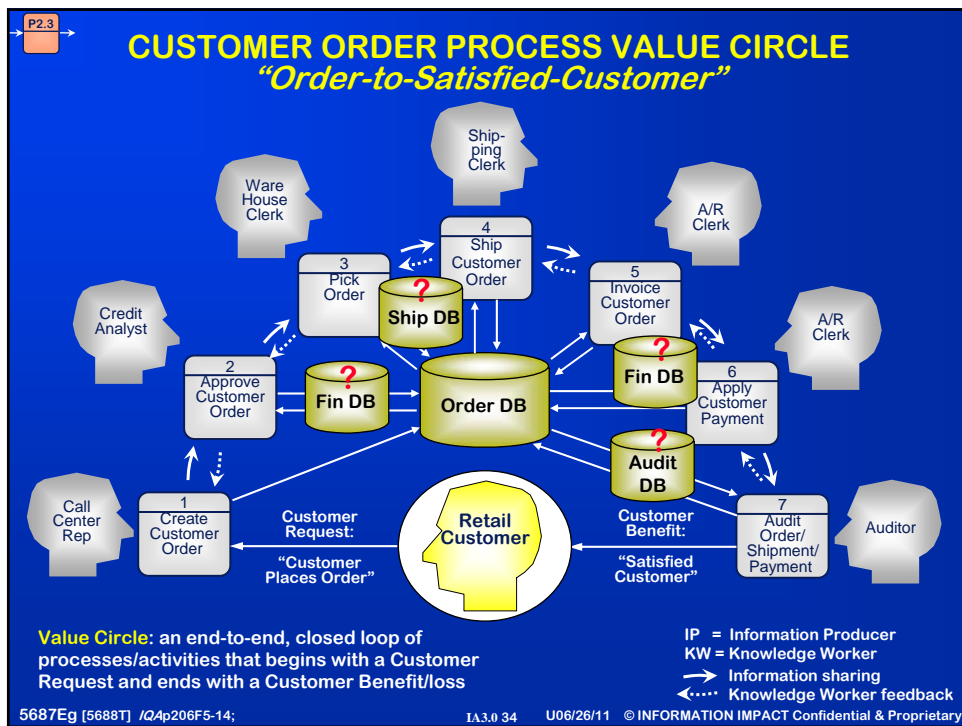 P2.3
CUSTOMER ORDER PROCESS VALUE CIRCLE
“Order-to-Satisfied-Customer”
Ship-
ping
Clerk
Ware
House
Clerk
A/R
Clerk
4
Ship
Customer
Order
3
Pick
Order
5
Invoice
Customer
Order
?
Ship DB
Credit
Analyst
A/R
Clerk
2
Approve
Customer
Order
?
Fin DB
Order DB
?
Fin DB
6
Apply
Customer
Payment
?
Audit
DB
Call
Center
Rep
1
Create
Customer
Order
Customer
Request:
“Customer
Places Order”
Retail
Customer
Customer
Benefit:
“Satisfied
Customer”
7
Audit
Order/
Shipment/
Payment
Auditor
Value Circle: an end-to-end, closed loop of
processes/activities that begins with a Customer
Request and ends with a Customer Benefit/loss
IP = Information Producer
KW = Knowledge Worker
Information sharing
Knowledge Worker feedback
5687Eg [5688T] IQAp206F5-14; IA3.0 34 U06/26/11 © INFORMATION IMPACT Confidential & Proprietary